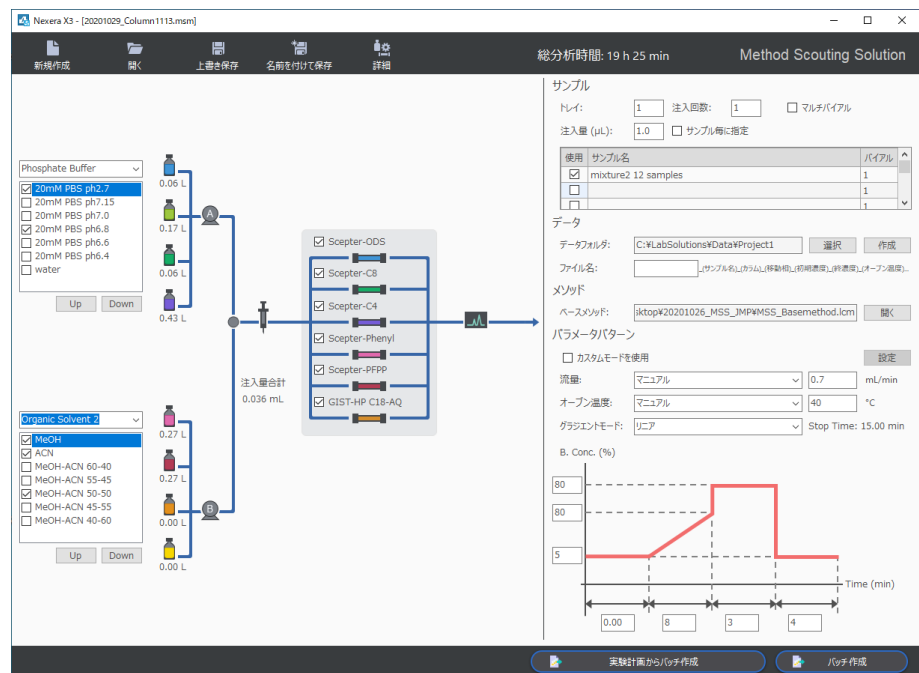 Nexera X3 - [20201029_Column1113.msm]
新規作成
開く
上書き保存
名前を付けて保存
詳細
総分析時間: 19 h 25 min
Method Scouting Solution
Phosphate Buffer
20mM PBS ph2.7
20mM PBS ph7.15
20mM PBS ph7.0
20mM PBS ph6.8
20mM PBS ph6.6
20mM PBS ph6.4
water
Up Down
0.06 L
0.17 L
0.06 L
0.43 L
A
Organic Solvent 2
MeOH
ACN
MeOH-ACN 60-40
MeOH-ACN 55-45
MeOH-ACN 50-50
MeOH-ACN 45-55
MeOH-ACN 40-60
Up Down
0.27 L
0.27 L
0.00 L
0.00 L
B
注入量合計
0.036 mL
Scepter-ODS
Scepter-C8
Scepter-C4
Scepter-Phenyl
Scepter-PFPP
GIST-HP C18-AQ
サンプル
トレイ: 1 注入回数: 1 マルチバイアル
注入量 (μL): 1.0 サンプル毎に指定
使用 サンプル名 バイアル
mixture2 12 samples 1
1
1
データ
データフォルダ: C:¥LabSolutions¥Data¥Project1 選択 作成
ファイル名: _(サンプル名)_(カラム)_(移動相)_(初期濃度)_(終濃度)_(オーブン温度)...
メソッド
ベースメソッド: sktop¥20201026_MSS_JMP¥MSS_Basemethod.lcm 開く
パラメータパターン
カスタムモードを使用 設定
流量: マニュアル 0.7 mL/min
オーブン温度: マニュアル 40 °C
グラジエントモード: リニア Stop Time: 15.00 min
B. Conc. (%)
80
80
5
Time (min)
0.00 8 3 4
実験計画からバッチ作成
バッチ作成